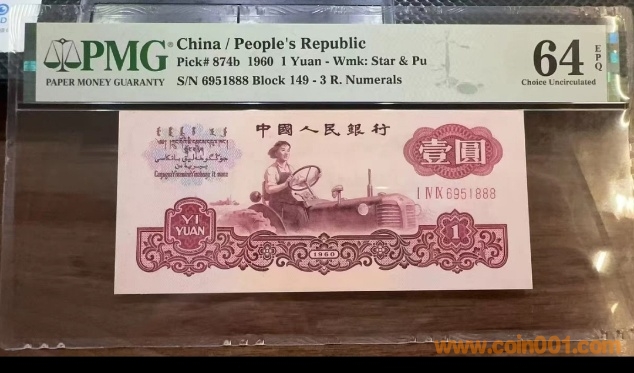 PMG
PAPER MONEY GUARANTY
China / People's Republic
Pick# 874b 1960 1 Yuan - Wmk: Star & Pu
S/N 6951888 Block 149 - 3 R. Numerals
64 EPQ
Choice Uncirculated
中國人民銀行
壹圓
I IV IX 6951888
YI
YUAN
1960
1
www.coin001.com